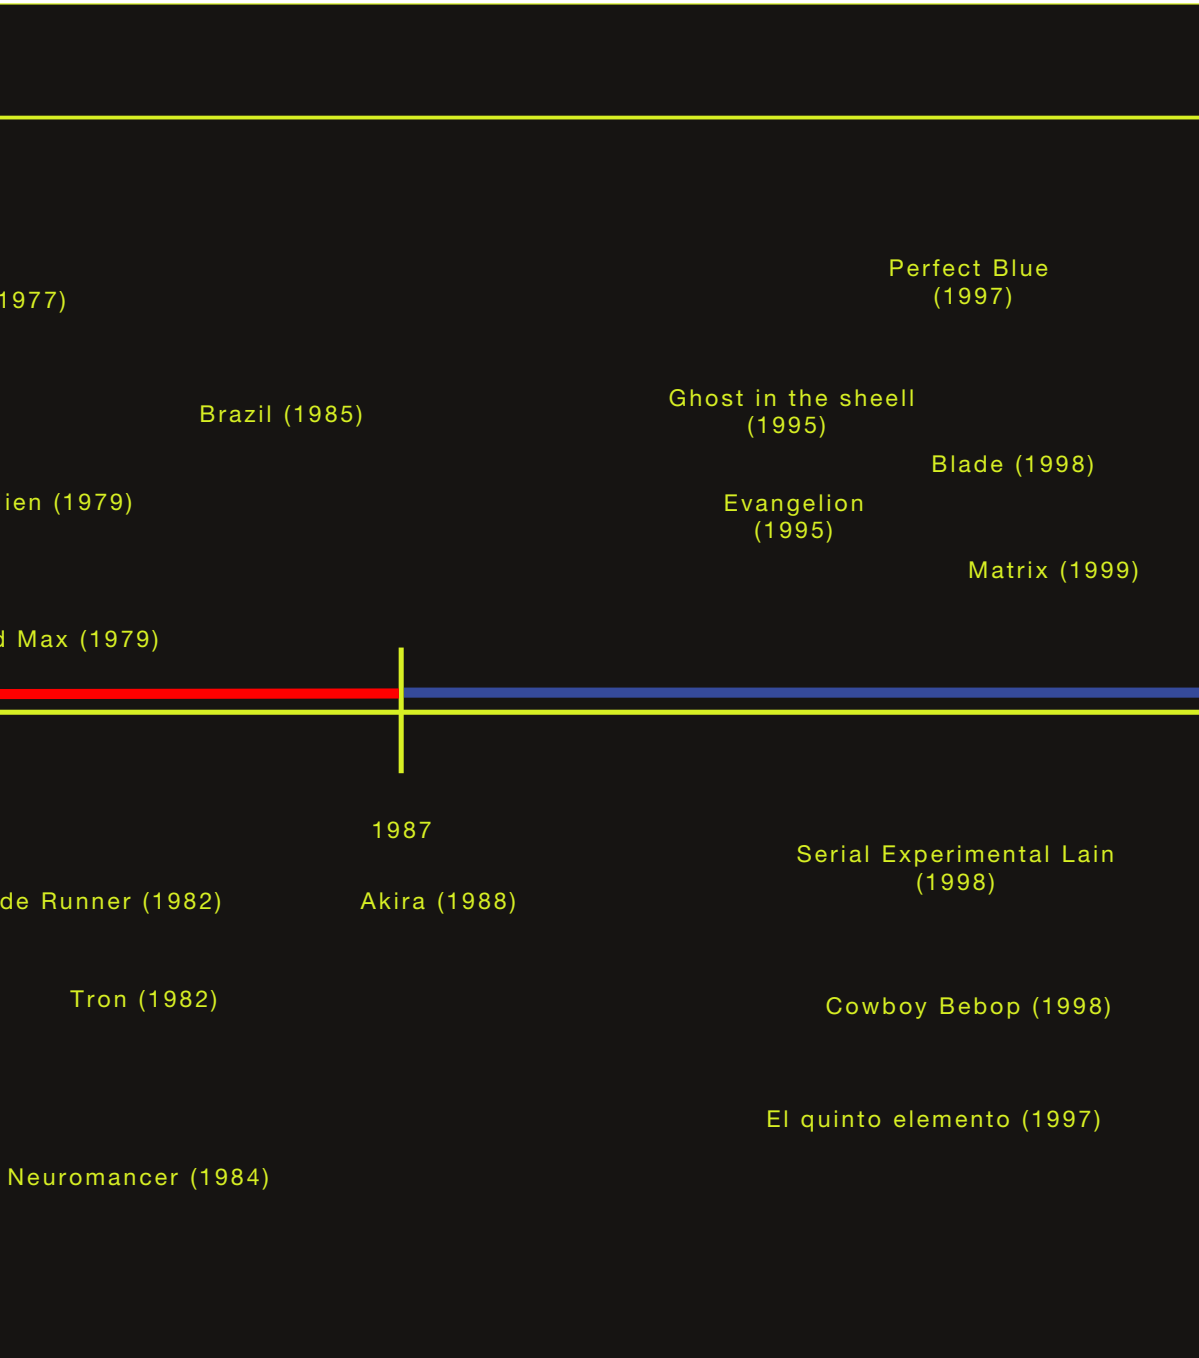 Perfect Blue
(1997)
1977)
Ghost in the sheell
(1995)
Brazil (1985)
Blade (1998)
ien (1979)
Evangelion
(1995)
Matrix (1999)
d Max (1979)
1987
Serial Experimental Lain
(1998)
de Runner (1982)
Akira (1988)
Tron (1982)
Cowboy Bebop (1998)
El quinto elemento (1997)
Neuromancer (1984)